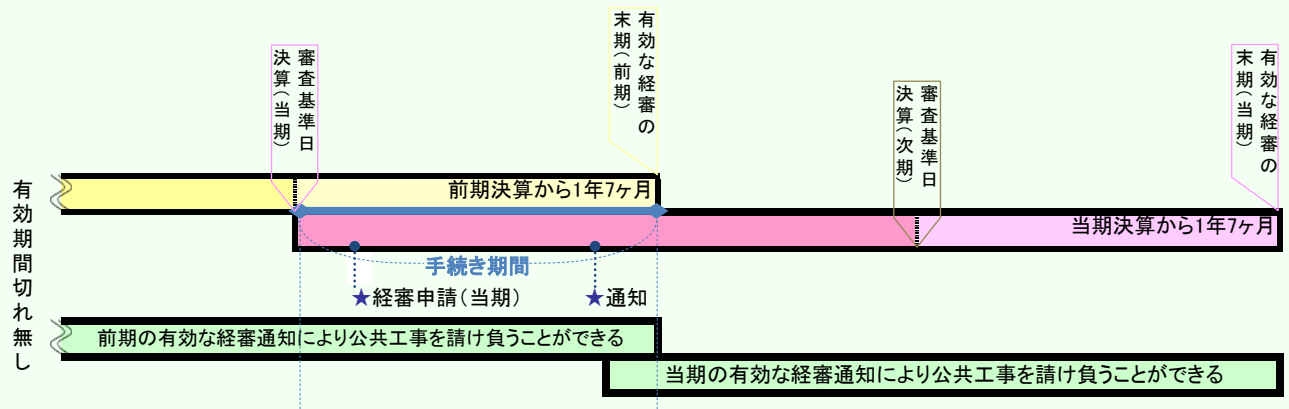 審査基準日
決算（当期）
有効な経審の
末期（前期）
審査基準日
決算（次期）
有効な経審の
末期（当期）
有効期間切れ無し
前期決算から1年7ヶ月
当期決算から1年7ヶ月
手続き期間
★経審申請（当期）
★通知
前期の有効な経審通知により公共工事を請け負うことができる
当期の有効な経審通知により公共工事を請け負うことができる